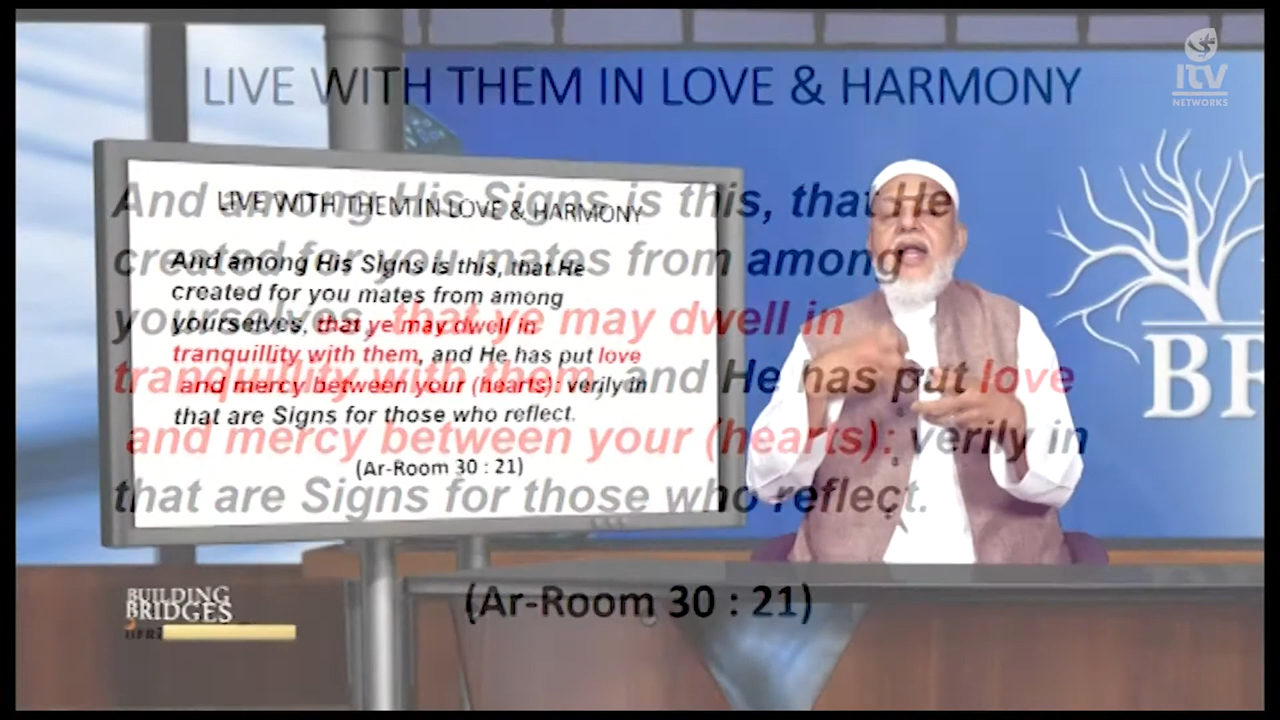 LIVE WITH THEM IN LOVE & HARMONY
And among His Signs is this, that He
created for you mates from among
yourselves, that ye may dwell in
tranquillity with them, and He has put love
and mercy between your (hearts): verily in
that are Signs for those who reflect.
(Ar-Room 30 : 21)
LIVE WITH THEM IN LOVE & HARMONY
And among His Signs is this, that He
created for you mates from among
yourselves, that ye may dwell in
tranquillity with them, and He has put love
and mercy between your (hearts): verily in
that are Signs for those who reflect.
(Ar-Room 30 : 21)
ITV
NETWORKS
BR
BUILDING
BRIDGES